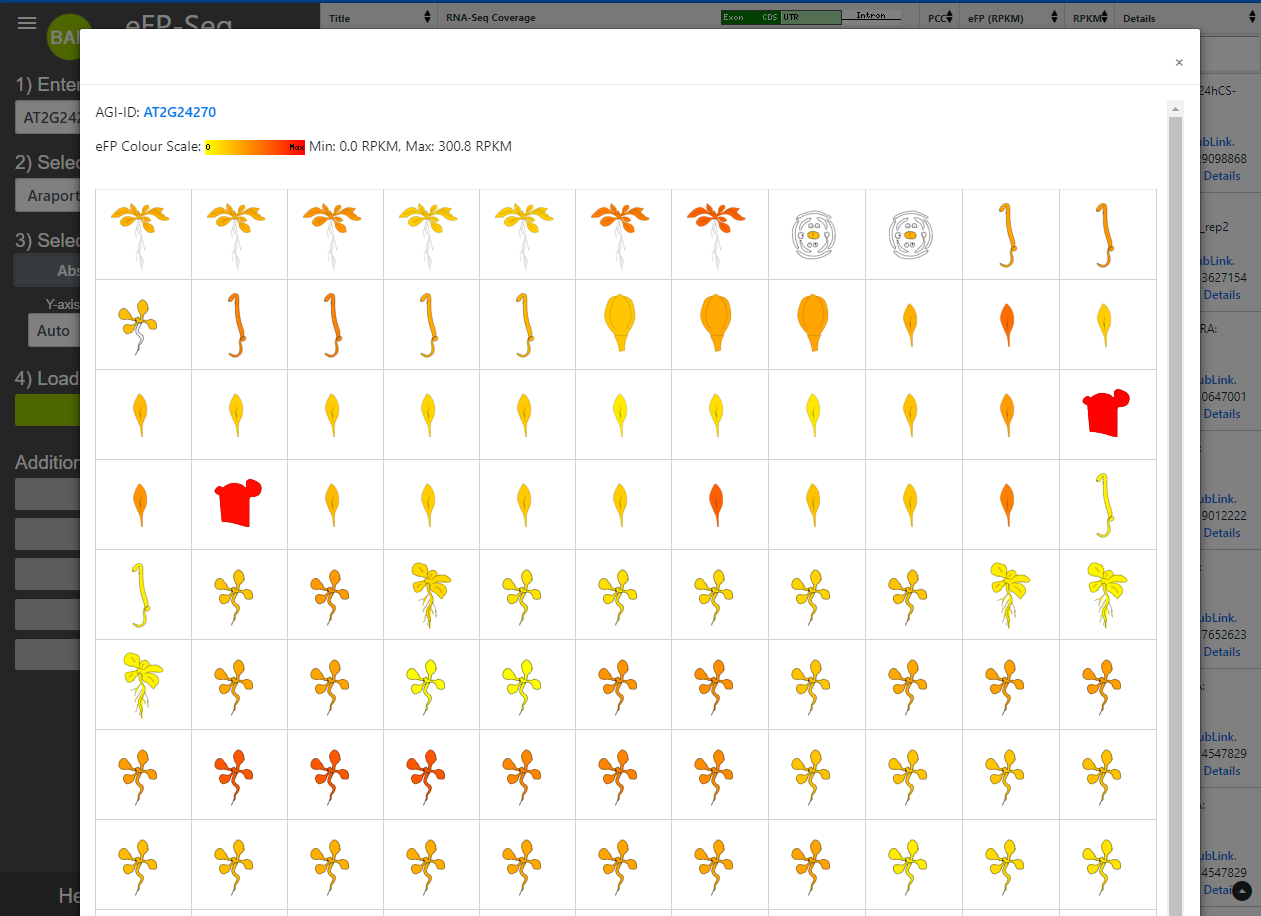 eFP-Seq
BAR
Title
RNA-Seq Coverage
Exon CDS UTR Intron
PCC
eFP (RPKM)
RPKM
Details
×
1) Enter
AT2G242
2) Selec
Araport
3) Selec
Abs
Y-axis
Auto
4) Load
Addition
He
AGI-ID: AT2G24270
eFP Colour Scale: 0 Max Min: 0.0 RPKM, Max: 300.8 RPKM
24hCS-
ubLink.
9098868
Details
_rep2
ubLink.
3627154
Details
RA:
ubLink.
0647001
Details
ubLink.
9012222
Details
ubLink.
7652623
Details
ubLink.
4547829
Details
ubLink.
4547829
Detai